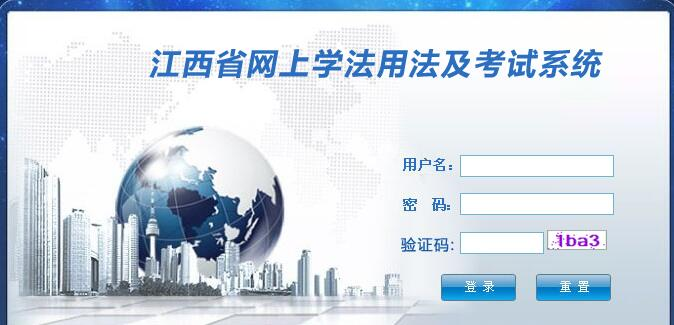 江西省网上学法用法及考试系统
用户名：
密 码：
验证码： 1ba3
登 录 重 置